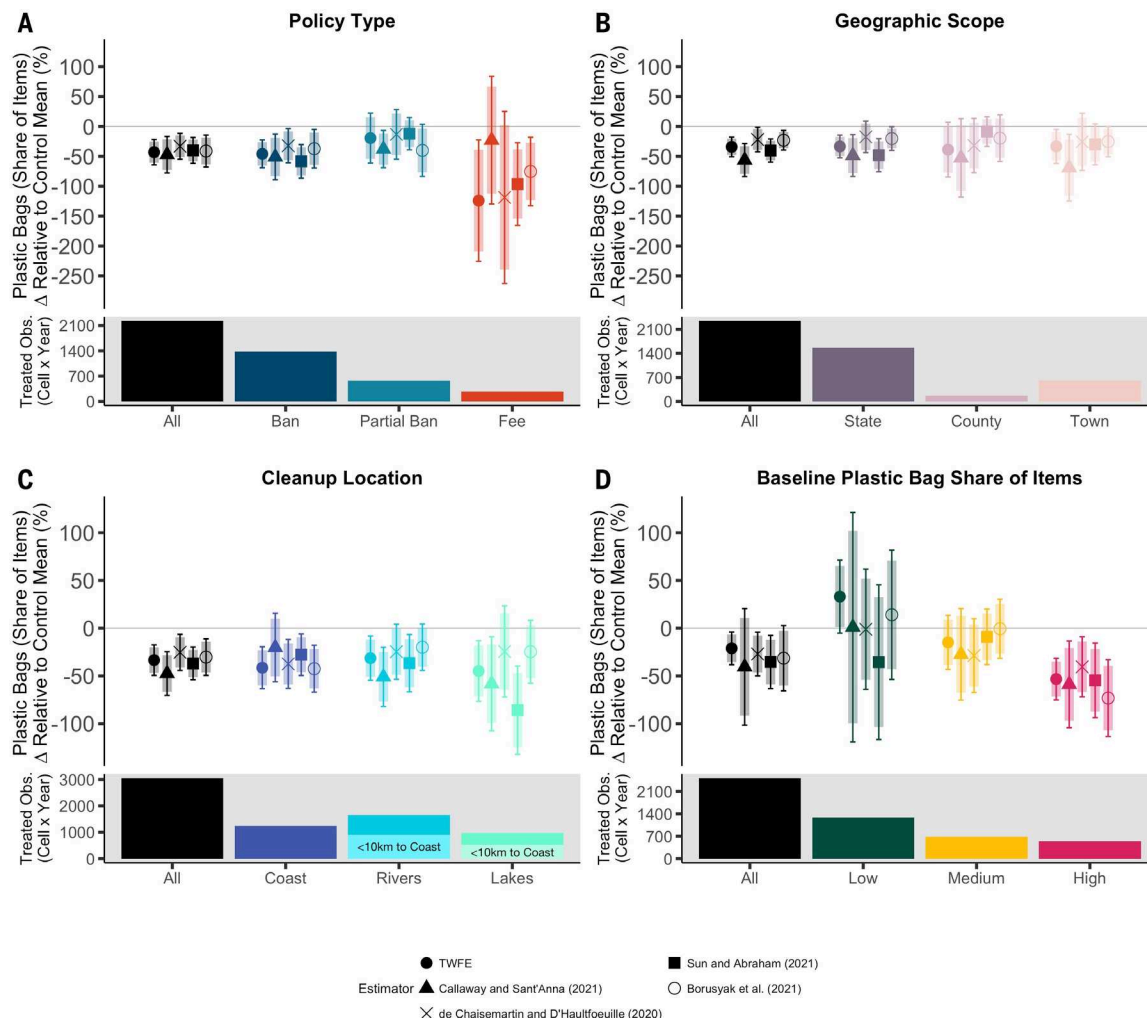 A
Policy Type
Plastic Bags (Share of Items)
Δ Relative to Control Mean (%)
100
50
0
-50
-100
-150
-200
-250
Treated Obs.
(Cell x Year)
2100
1400
700
0
All
Ban
Partial Ban
Fee
B
Geographic Scope
Plastic Bags (Share of Items)
Δ Relative to Control Mean (%)
100
50
0
-50
-100
-150
-200
-250
Treated Obs.
(Cell x Year)
2100
1400
700
0
All
State
County
Town
C
Cleanup Location
Plastic Bags (Share of Items)
Δ Relative to Control Mean (%)
100
50
0
-50
-100
Treated Obs.
(Cell x Year)
3000
2000
1000
0
<10km to Coast
<10km to Coast
All
Coast
Rivers
Lakes
D
Baseline Plastic Bag Share of Items
Plastic Bags (Share of Items)
Δ Relative to Control Mean (%)
100
50
0
-50
-100
Treated Obs.
(Cell x Year)
2100
1400
700
0
All
Low
Medium
High
Estimator
TWFE
Callaway and Sant'Anna (2021)
de Chaisemartin and D'Haultfoeuille (2020)
Sun and Abraham (2021)
Borusyak et al. (2021)